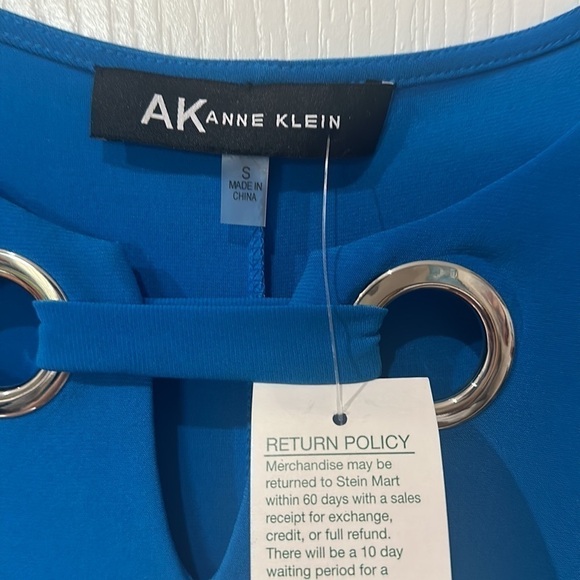 AK ANNE KLEIN
S
MADE IN
CHINA
RETURN POLICY
Merchandise may be
returned to Stein Mart
within 60 days with a sales
receipt for exchange,
credit, or full refund.
There will be a 10 day
waiting period for a